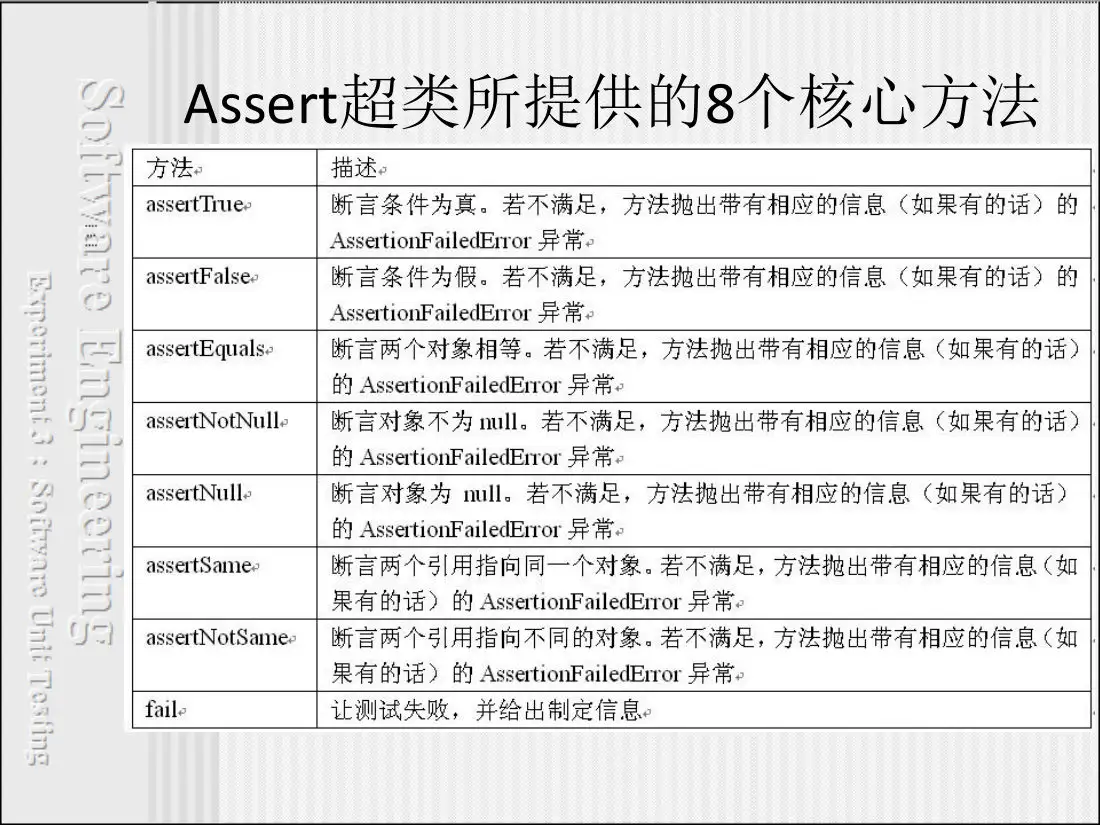 Assert超类所提供的8个核心方法
方法 描述
assertTrue 断言条件为真。若不满足，方法抛出带有相应的信息（如果有的话）的
AssertionFailedError 异常
assertFalse 断言条件为假。若不满足，方法抛出带有相应的信息（如果有的话）的
AssertionFailedError 异常
assertEquals 断言两个对象相等。若不满足，方法抛出带有相应的信息（如果有的话）
的 AssertionFailedError 异常
assertNotNull 断言对象不为 null。若不满足，方法抛出带有相应的信息（如果有的话）
的 AssertionFailedError 异常
assertNull 断言对象为 null。若不满足，方法抛出带有相应的信息（如果有的话）
的 AssertionFailedError 异常
assertSame 断言两个引用指向同一个对象。若不满足，方法抛出带有相应的信息（如
果有的话）的 AssertionFailedError 异常
assertNotSame 断言两个引用指向不同的对象。若不满足，方法抛出带有相应的信息（如
果有的话）的 AssertionFailedError 异常
fail 让测试失败，并给出制定信息
Software Engineering
Experiment 3 : Software Unit Testing